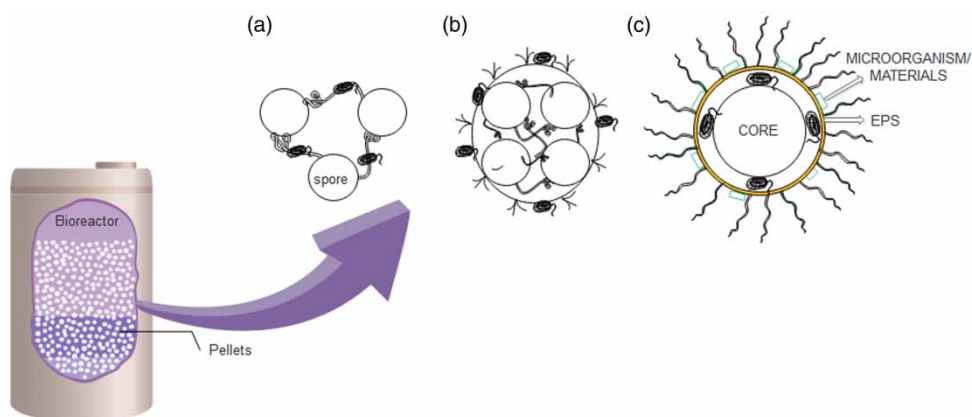 (a)
(b)
(c)
MICROORGANISM/
MATERIALS
EPS
CORE
spore
Bioreactor
Pellets